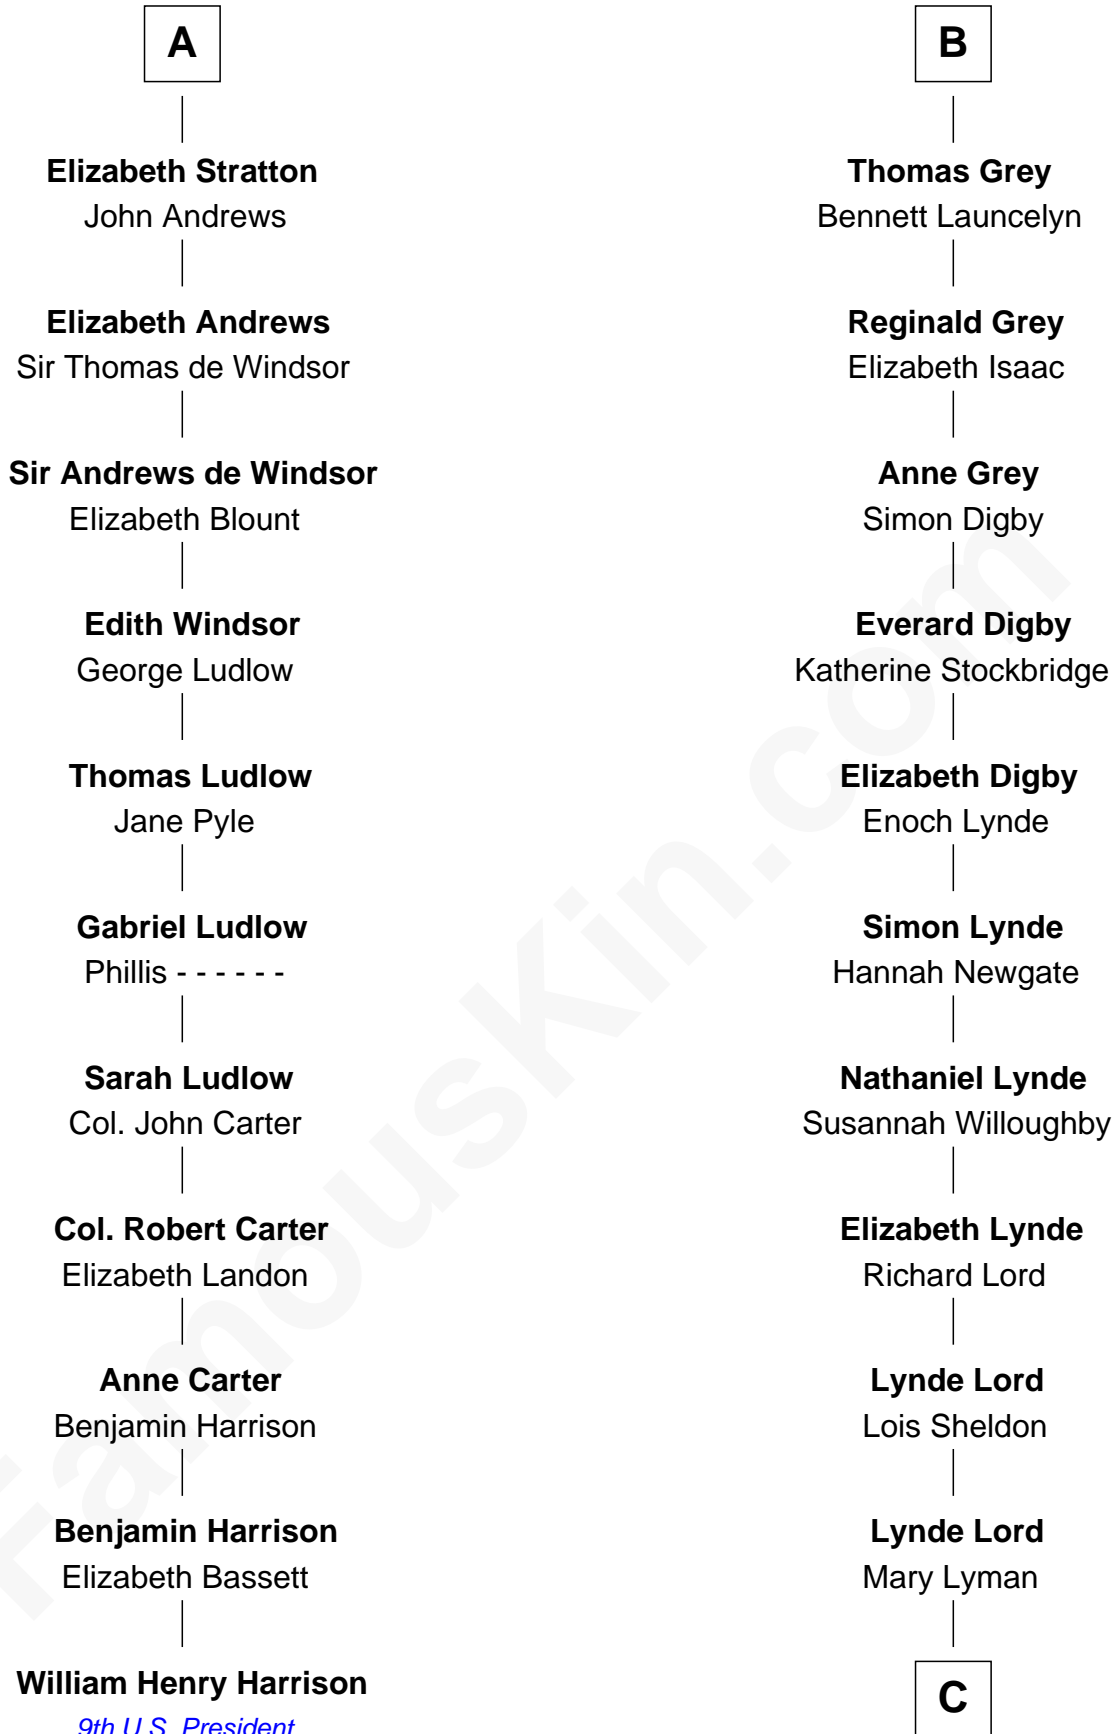 A
Elizabeth Stratton
John Andrews
Elizabeth Andrews
Sir Thomas de Windsor
Sir Andrews de Windsor
Elizabeth Blount
Edith Windsor
George Ludlow
Thomas Ludlow
Jane Pyle
Gabriel Ludlow
Phillis - - - - - -
Sarah Ludlow
Col. John Carter
Col. Robert Carter
Elizabeth Landon
Anne Carter
Benjamin Harrison
Benjamin Harrison
Elizabeth Bassett
William Henry Harrison
9th U.S. President
B
Thomas Grey
Bennett Launcelyn
Reginald Grey
Elizabeth Isaac
Anne Grey
Simon Digby
Everard Digby
Katherine Stockbridge
Elizabeth Digby
Enoch Lynde
Simon Lynde
Hannah Newgate
Nathaniel Lynde
Susannah Willoughby
Elizabeth Lynde
Richard Lord
Lynde Lord
Lois Sheldon
Lynde Lord
Mary Lyman
C
FamousKin.com